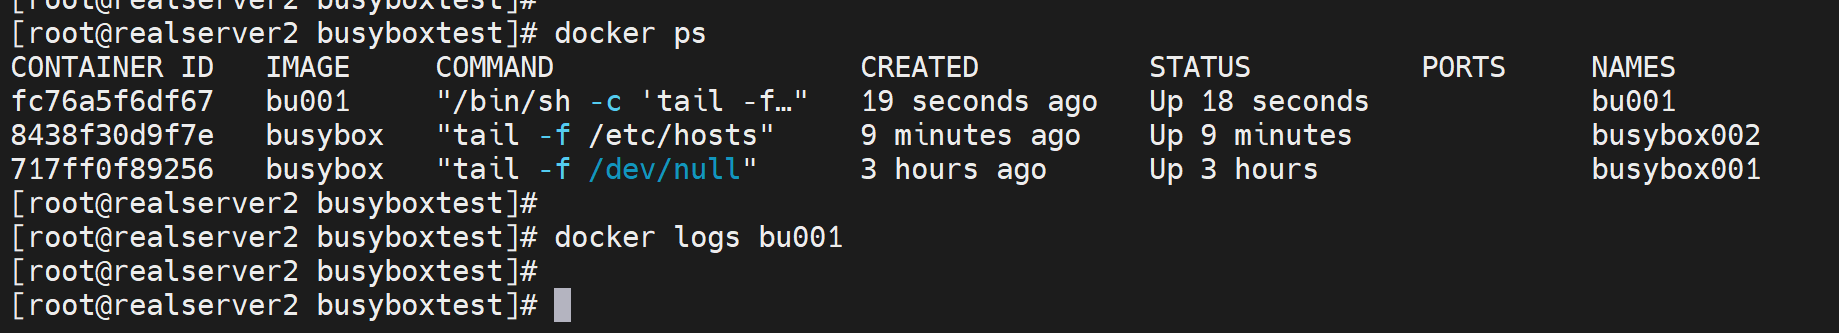 [root@realserver2 busyboxtest]#
[root@realserver2 busyboxtest]# docker ps
CONTAINER ID   IMAGE     COMMAND                  CREATED          STATUS          PORTS     NAMES
fc76a5f6df67   bu001     "/bin/sh -c 'tail -f…"   19 seconds ago   Up 18 seconds             bu001
8438f30d9f7e   busybox   "tail -f /etc/hosts"     9 minutes ago    Up 9 minutes              busybox002
717ff0f89256   busybox   "tail -f /dev/null"      3 hours ago      Up 3 hours                busybox001
[root@realserver2 busyboxtest]#
[root@realserver2 busyboxtest]# docker logs bu001
[root@realserver2 busyboxtest]#
[root@realserver2 busyboxtest]#